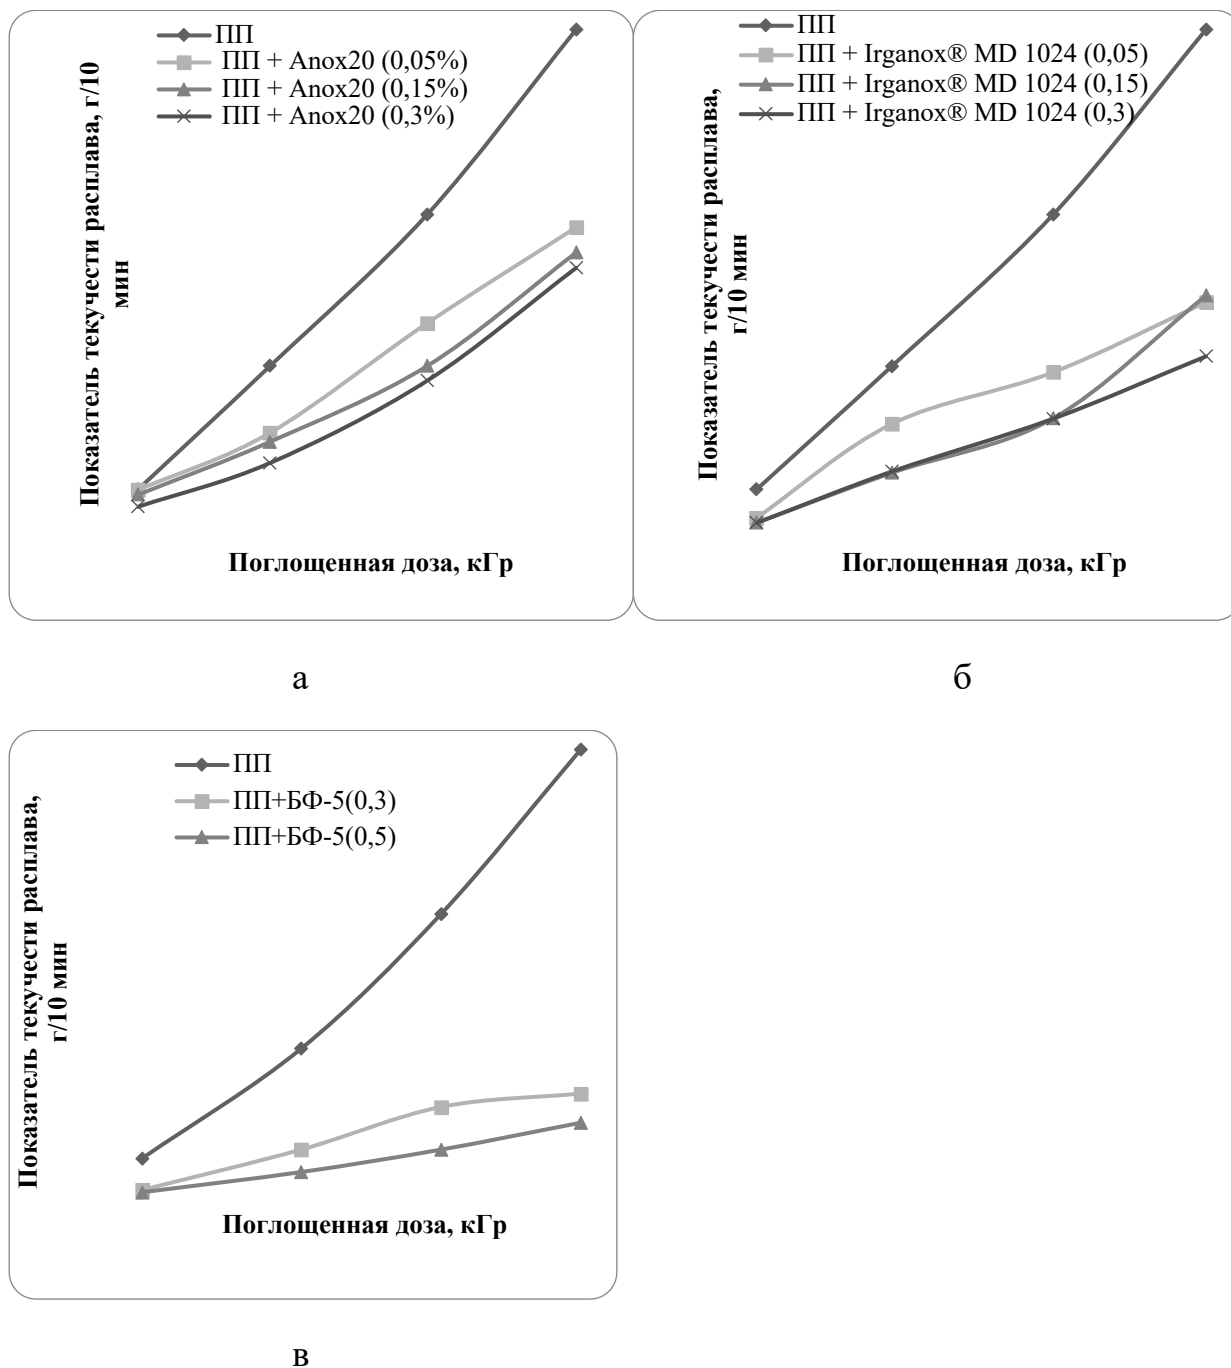 Показатель текучести расплава, г/10
мин
ПП
ПП + Anox20 (0,05%)
ПП + Anox20 (0,15%)
ПП + Anox20 (0,3%)
Поглощенная доза, кГр
Показатель текучести расплава,
г/10 мин
ПП
ПП + Irganox® MD 1024 (0,05)
ПП + Irganox® MD 1024 (0,15)
ПП + Irganox® MD 1024 (0,3)
Поглощенная доза, кГр
а
б
Показатель текучести расплава,
г/10 мин
ПП
ПП+БФ-5(0,3)
ПП+БФ-5(0,5)
Поглощенная доза, кГр
в